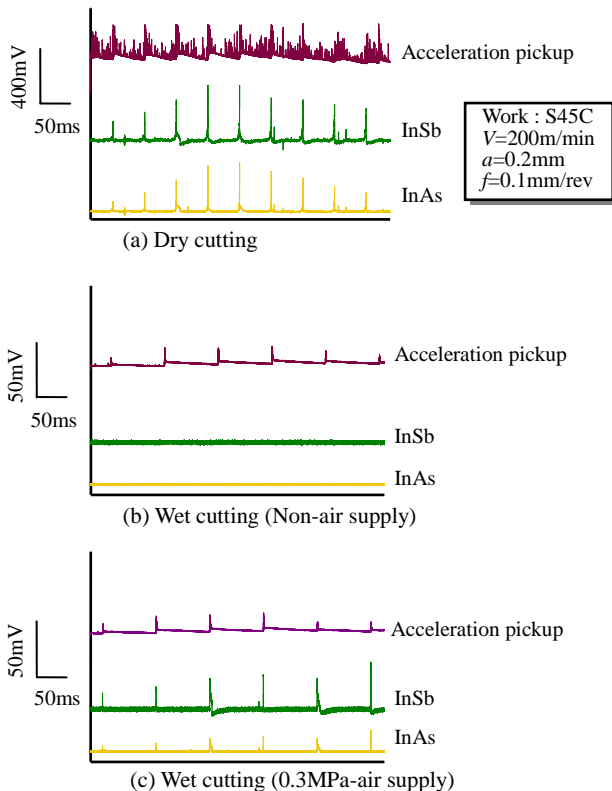 Acceleration pickup
400mV
50ms
InSb
InAs
Work : S45C
V=200m/min
a=0.2mm
f=0.1mm/rev
(a) Dry cutting
Acceleration pickup
50mV
50ms
InSb
InAs
(b) Wet cutting (Non-air supply)
Acceleration pickup
50mV
50ms
InSb
InAs
(c) Wet cutting (0.3MPa-air supply)